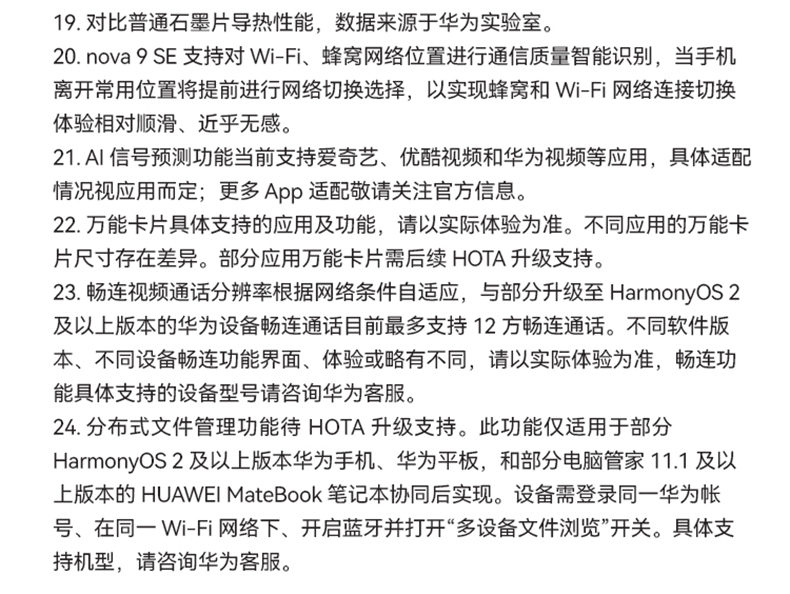 19. 对比普通石墨片导热性能，数据来源于华为实验室。
20. nova 9 SE 支持对 Wi-Fi、蜂窝网络位置进行通信质量智能识别，当手机
离开常用位置将提前进行网络切换选择，以实现蜂窝和 Wi-Fi 网络连接切换
体验相对顺滑、近乎无感。
21. AI 信号预测功能当前支持爱奇艺、优酷视频和华为视频等应用，具体适配
情况视应用而定；更多 App 适配敬请关注官方信息。
22. 万能卡片具体支持的应用及功能，请以实际体验为准。不同应用的万能卡
片尺寸存在差异。部分应用万能卡片需后续 HOTA 升级支持。
23. 畅连视频通话分辨率根据网络条件自适应，与部分升级至 HarmonyOS 2
及以上版本的华为设备畅连通话目前最多支持 12 方畅连通话。不同软件版
本、不同设备畅连功能界面、体验或略有不同，请以实际体验为准，畅连功
能具体支持的设备型号请咨询华为客服。
24. 分布式文件管理功能待 HOTA 升级支持。此功能仅适用于部分
HarmonyOS 2 及以上版本华为手机、华为平板，和部分电脑管家 11.1 及以
上版本的 HUAWEI MateBook 笔记本协同后实现。设备需登录同一华为帐
号、在同一 Wi-Fi 网络下、开启蓝牙并打开“多设备文件浏览”开关。具体支
持机型，请咨询华为客服。